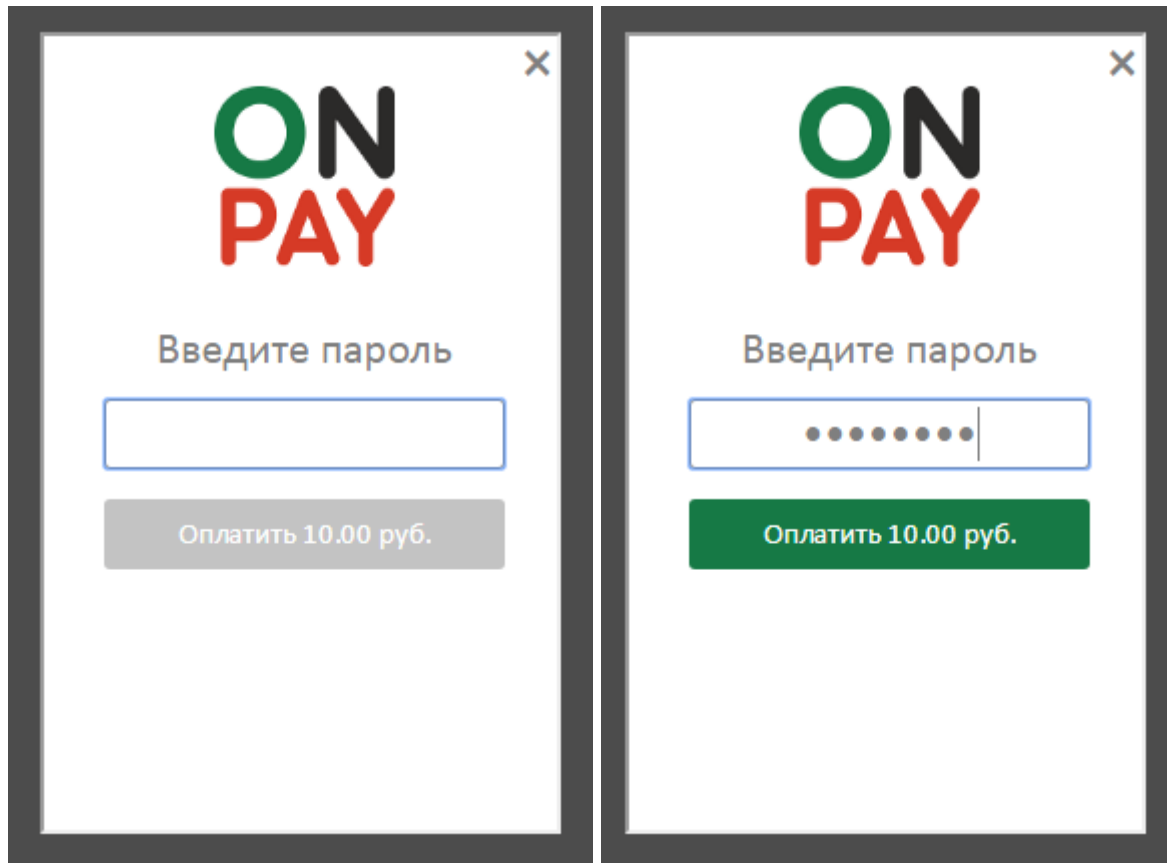 ×
ON
PAY
Введите пароль
Оплатить 10.00 руб.
×
ON
PAY
Введите пароль
••••••••
Оплатить 10.00 руб.